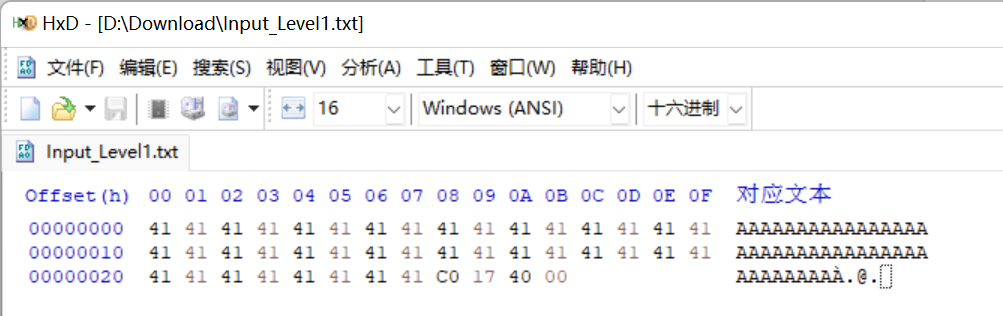 HxD - [D:\Download\Input_Level1.txt]
文件(F) 编辑(E) 搜索(S) 视图(V) 分析(A) 工具(T) 窗口(W) 帮助(H)
16 Windows (ANSI) 十六进制
Input_Level1.txt
Offset(h) 00 01 02 03 04 05 06 07 08 09 0A 0B 0C 0D 0E 0F 对应文本
00000000 41 41 41 41 41 41 41 41 41 41 41 41 41 41 41 41 AAAAAAAAAAAAAAAA
00000010 41 41 41 41 41 41 41 41 41 41 41 41 41 41 41 41 AAAAAAAAAAAAAAAA
00000020 41 41 41 41 41 41 41 41 C0 17 40 00 AAAAAAAAÀ.@.